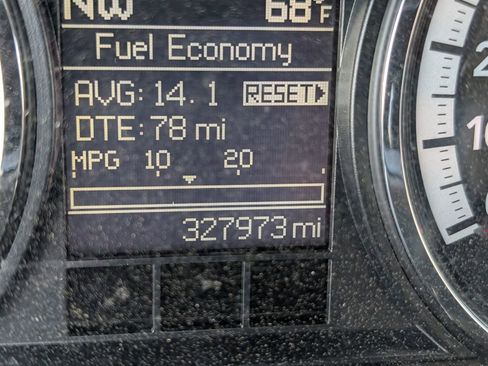 NW 68°F
Fuel Economy
AVG: 14.1 RESET
DTE: 78 mi
MPG 10 20
327973 mi